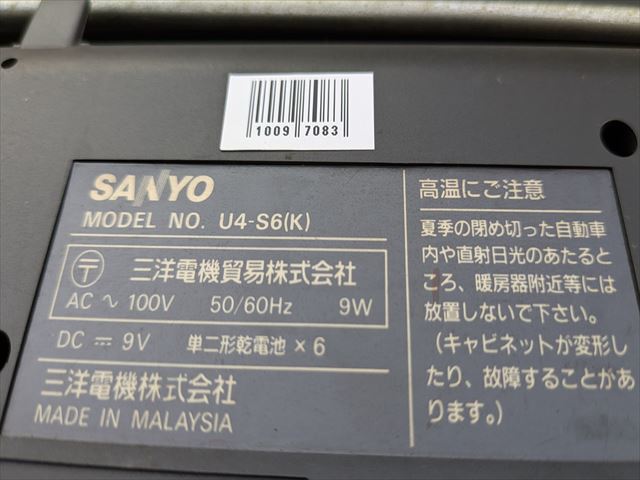 1009 7083
SANYO
MODEL NO. U4-S6(K)
〒 三洋電機貿易株式会社
AC ～ 100V 50/60Hz 9W
DC ⎓ 9V 単二形乾電池 × 6
三洋電機株式会社
MADE IN MALAYSIA
高温にご注意
夏季の閉め切った自動車
内や直射日光のあたると
ころ、暖房器附近等には
放置しないで下さい。
(キャビネットが変形し
たり、故障することがあ
ります。)